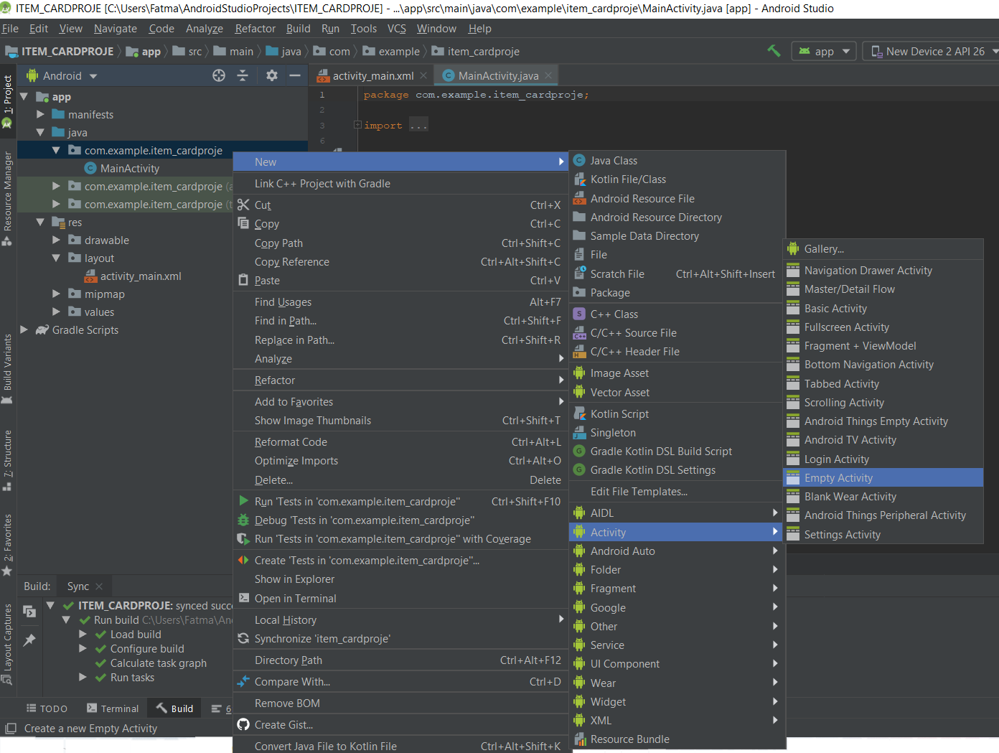 ITEM_CARDPROJE [C:\Users\Fatma\AndroidStudioProjects\ITEM_CARDPROJE] - ...\app\src\main\java\com\example\item_cardproje\MainActivity.java [app] - Android Studio
File Edit View Navigate Code Analyze Refactor Build Run Tools VCS Window Help
ITEM_CARDPROJE app src main java com example item_cardproje app New Device 2 API 26
1: Project
Resource Manager
Build Variants
7: Structure
2: Favorites
Layout Captures
Android
app
manifests
java
com.example.item_cardproje
MainActivity
com.example.item_cardproje (a
com.example.item_cardproje (t
res
drawable
layout
activity_main.xml
mipmap
values
Gradle Scripts
activity_main.xml MainActivity.java
1 package com.example.item_cardproje;
2
3 import ...
6
New
Link C++ Project with Gradle
Cut Ctrl+X
Copy Ctrl+C
Copy Path Ctrl+Shift+C
Copy Reference Ctrl+Alt+Shift+C
Paste Ctrl+V
Find Usages Alt+F7
Find in Path... Ctrl+Shift+F
Replace in Path... Ctrl+Shift+R
Analyze
Refactor
Add to Favorites
Show Image Thumbnails Ctrl+Shift+T
Reformat Code Ctrl+Alt+L
Optimize Imports Ctrl+Alt+O
Delete... Delete
Run 'Tests in 'com.example.item_cardproje'' Ctrl+Shift+F10
Debug 'Tests in 'com.example.item_cardproje''
Run 'Tests in 'com.example.item_cardproje'' with Coverage
Create 'Tests in 'com.example.item_cardproje''...
Show in Explorer
Open in Terminal
Local History
Synchronize 'item_cardproje'
Directory Path Ctrl+Alt+F12
Compare With... Ctrl+D
Remove BOM
Create Gist...
Convert Java File to Kotlin File Ctrl+Alt+Shift+K
Java Class
Kotlin File/Class
Android Resource File
Android Resource Directory
Sample Data Directory
File
Scratch File Ctrl+Alt+Shift+Insert
Package
C++ Class
C/C++ Source File
C/C++ Header File
Image Asset
Vector Asset
Kotlin Script
Singleton
Gradle Kotlin DSL Build Script
Gradle Kotlin DSL Settings
Edit File Templates...
AIDL
Activity
Android Auto
Folder
Fragment
Google
Other
Service
UI Component
Wear
Widget
XML
Resource Bundle
Gallery...
Navigation Drawer Activity
Master/Detail Flow
Basic Activity
Fullscreen Activity
Fragment + ViewModel
Bottom Navigation Activity
Tabbed Activity
Scrolling Activity
Android Things Empty Activity
Android TV Activity
Login Activity
Empty Activity
Blank Wear Activity
Android Things Peripheral Activity
Settings Activity
Build: Sync
ITEM_CARDPROJE: synced succ
Run build C:\Users\Fatma\An
Load build
Configure build
Calculate task graph
Run tasks
TODO Terminal Build 6
Create a new Empty Activity